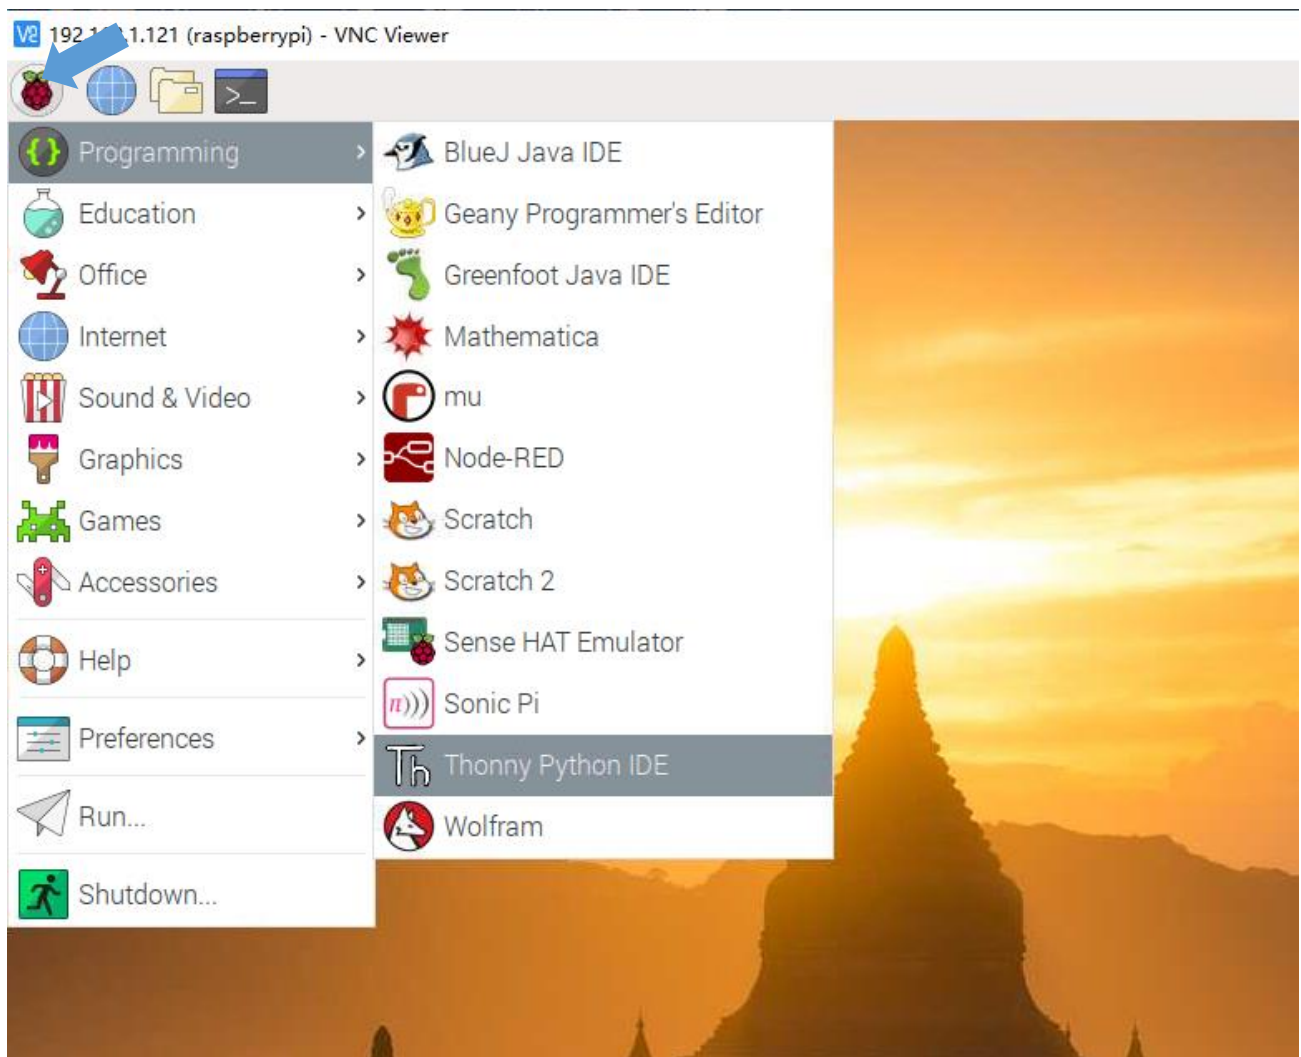 192.1 .1.121 (raspberrypi) - VNC Viewer
Programming
Education
Office
Internet
Sound & Video
Graphics
Games
Accessories
Help
Preferences
Run...
Shutdown...
BlueJ Java IDE
Geany Programmer's Editor
Greenfoot Java IDE
Mathematica
mu
Node-RED
Scratch
Scratch 2
Sense HAT Emulator
Sonic Pi
Thonny Python IDE
Wolfram